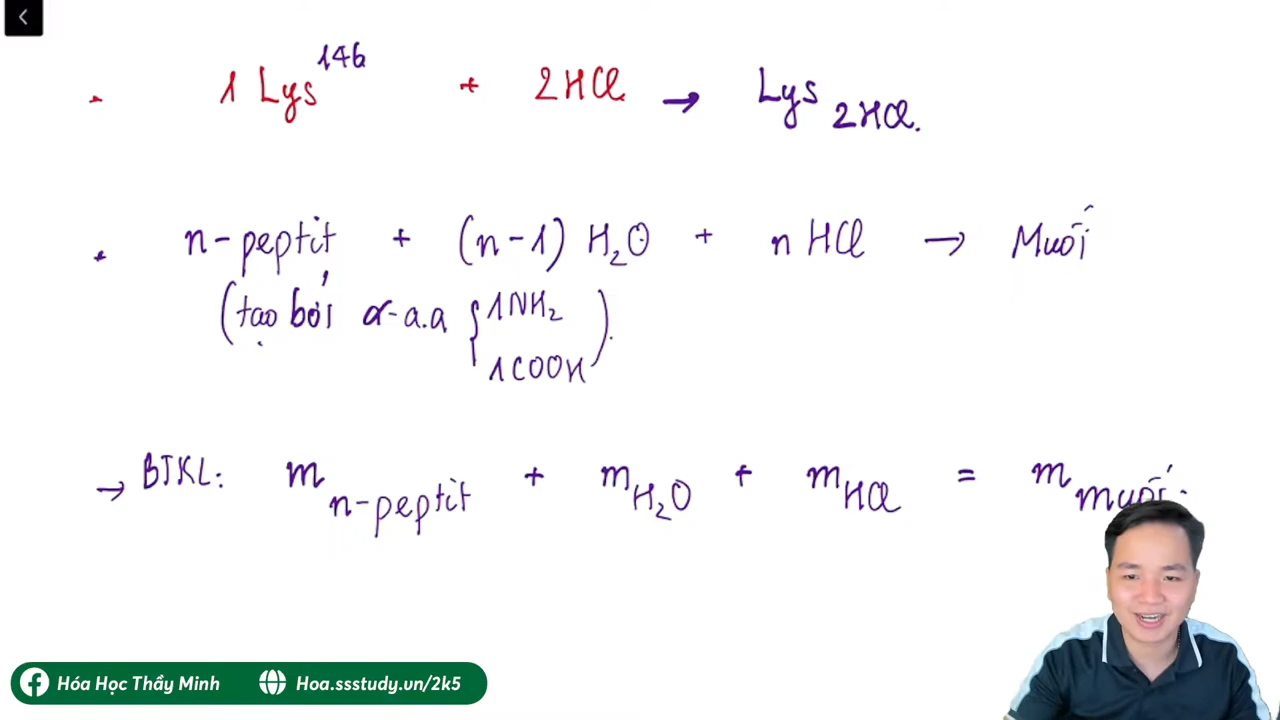 1 Lys¹⁴⁶ + 2HCl → Lys 2HCl.
n-peptit + (n-1) H₂O + nHCl → Muối
(tạo bởi α-a.a { 1NH₂
1COOH ).
→ BTKL: m n-peptit + m H₂O + m HCl = m muối.
Hóa Học Thầy Minh Hoa.ssstudy.vn/2k5